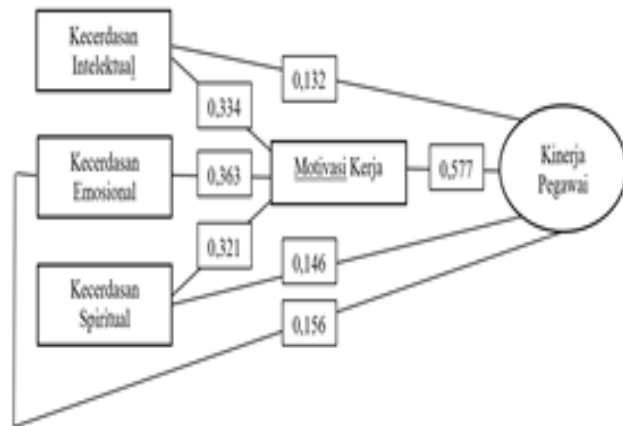 Kecerdasan
Intelektual
0,132
0,334
Kecerdasan
Emosional
0,363
Motivasi Kerja
0,577
Kinerja
Pegawai
0,321
Kecerdasan
Spiritual
0,146
0,156